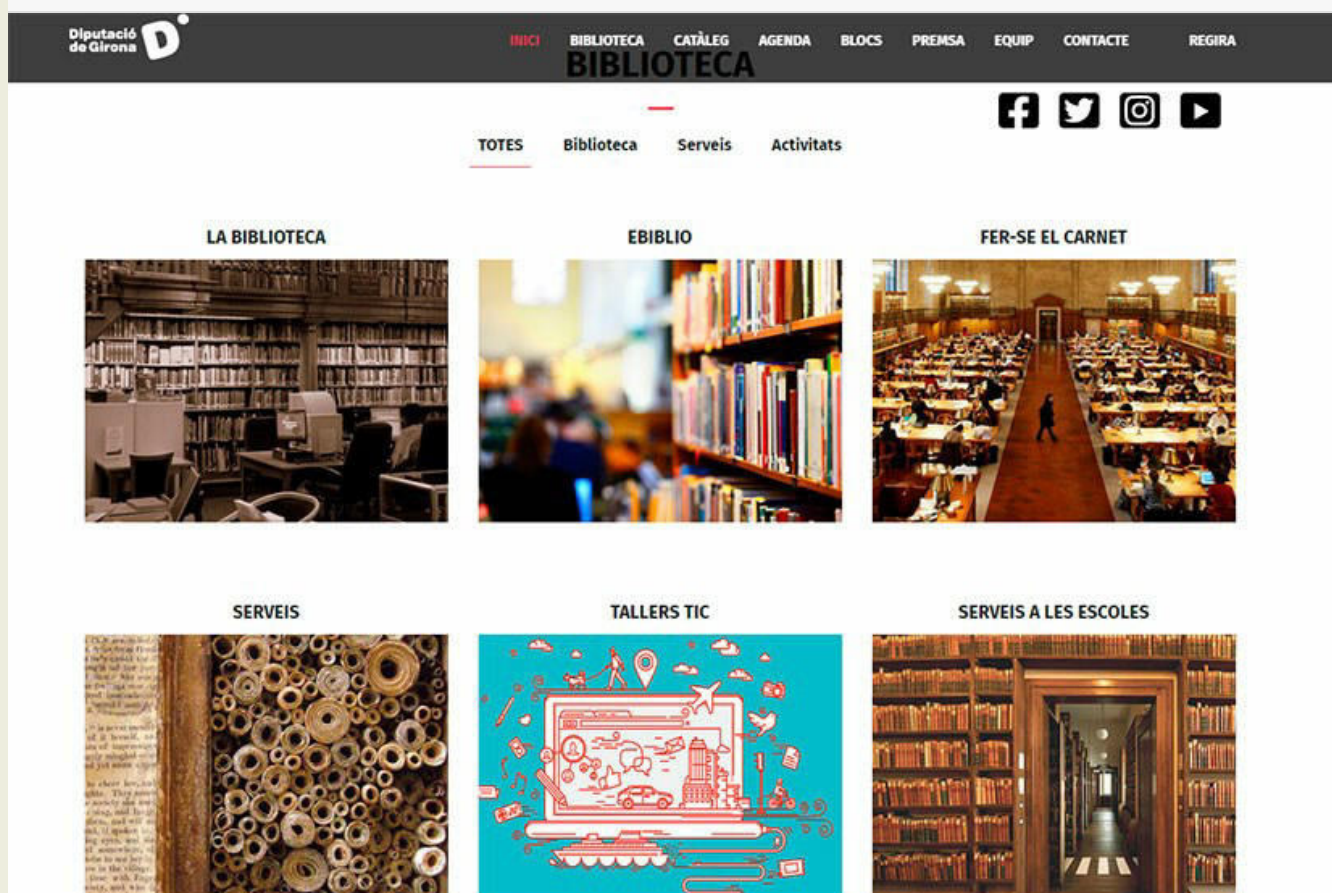 Diputació
de Girona
INICI BIBLIOTECA CATÀLEG AGENDA BLOCS PREMSA EQUIP CONTACTE REGIRA
BIBLIOTECA
TOTES Biblioteca Serveis Activitats
LA BIBLIOTECA EBIBLIO FER-SE EL CARNET
SERVEIS TALLERS TIC SERVEIS A LES ESCOLES